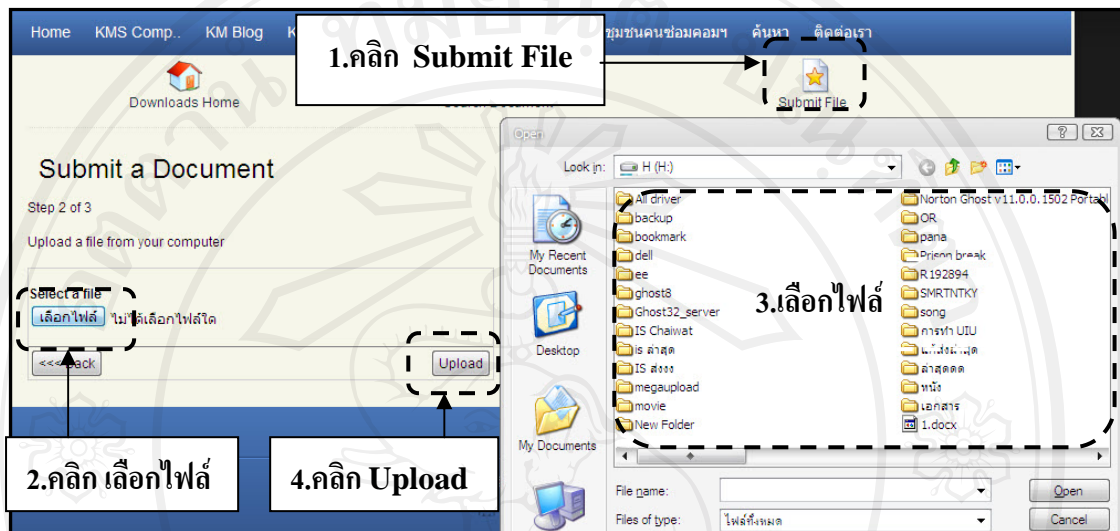 Home KMS Comp.. KM Blog K ชุมชนคนซ่อมคอมฯ ค้นหา ติดต่อเรา
1.คลิก Submit File
Downloads Home
Submit File
Submit a Document
Step 2 of 3
Upload a file from your computer
Select a file
เลือกไฟล์ ไม่ได้เลือกไฟล์ใด
<<< Back Upload
2.คลิก เลือกไฟล์
4.คลิก Upload
Open
Look in: H (H:)
My Recent Documents
Desktop
My Documents
All driver
backup
bookmark
dell
ee
ghost8
Ghost32_server
IS Chaiwat
is ล่าสุด
IS ส่งงง
megaupload
movie
New Folder
Norton Ghost v11.0.0.1502 Portabl
OR
pana
Prison break
R192894
SMRTNTKY
song
การทำ UIU
ล่าสุดดด
หนัง
เอกสาร
1.docx
3.เลือกไฟล์
File name: Open
Files of type: ไฟล์ทั้งหมด Cancel